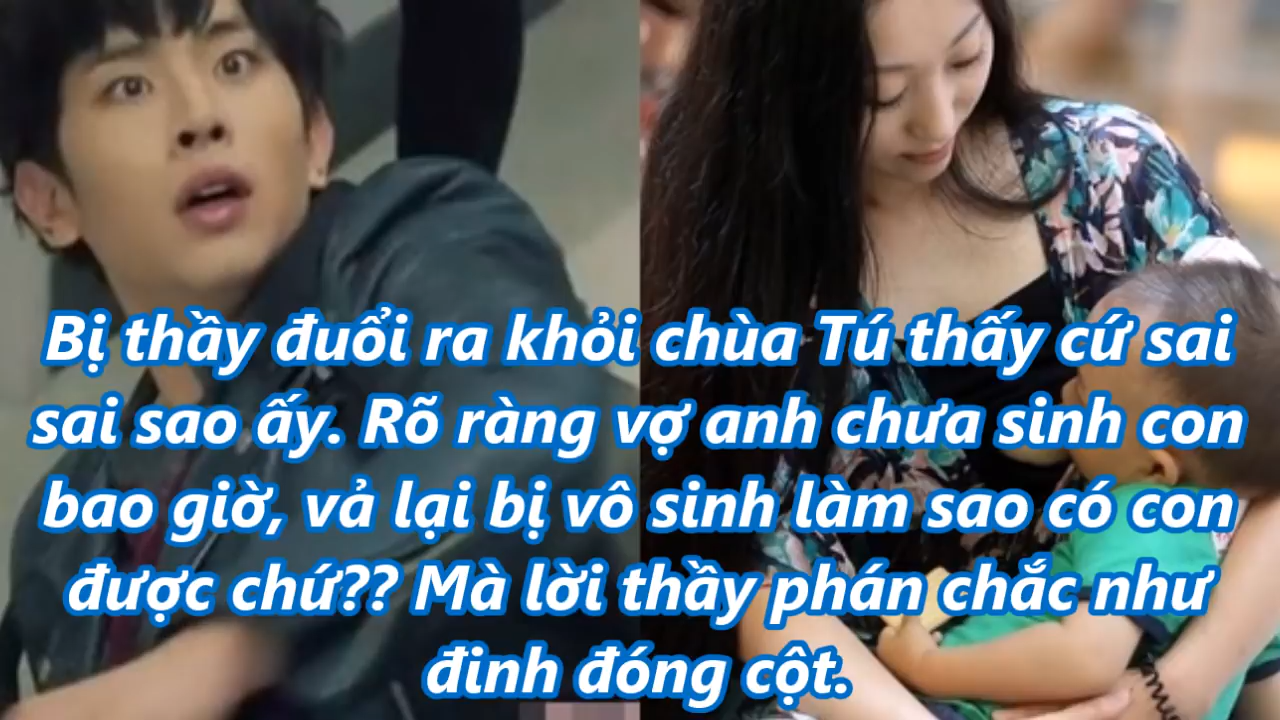 Bị thầy đuổi ra khỏi chùa Tú thấy cứ sai
sai sao ấy. Rõ ràng vợ anh chưa sinh con
bao giờ, vả lại bị vô sinh làm sao có con
được chứ?? Mà lời thầy phán chắc như
đinh đóng cột.